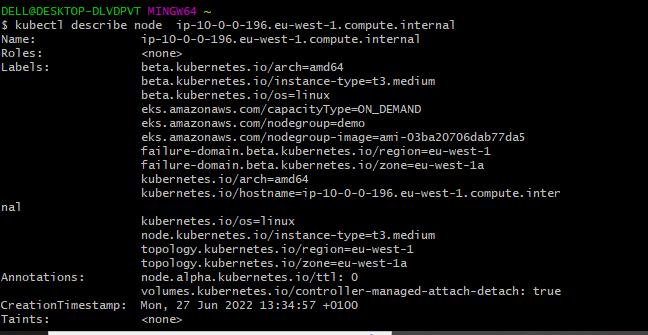 DELL@DESKTOP-DLVDPVT MINGW64 ~
$ kubectl describe node  ip-10-0-0-196.eu-west-1.compute.internal
Name:               ip-10-0-0-196.eu-west-1.compute.internal
Roles:              <none>
Labels:             beta.kubernetes.io/arch=amd64
                    beta.kubernetes.io/instance-type=t3.medium
                    beta.kubernetes.io/os=linux
                    eks.amazonaws.com/capacityType=ON_DEMAND
                    eks.amazonaws.com/nodegroup=demo
                    eks.amazonaws.com/nodegroup-image=ami-03ba20706dab77da5
                    failure-domain.beta.kubernetes.io/region=eu-west-1
                    failure-domain.beta.kubernetes.io/zone=eu-west-1a
                    kubernetes.io/arch=amd64
                    kubernetes.io/hostname=ip-10-0-0-196.eu-west-1.compute.inter
nal
                    kubernetes.io/os=linux
                    node.kubernetes.io/instance-type=t3.medium
                    topology.kubernetes.io/region=eu-west-1
                    topology.kubernetes.io/zone=eu-west-1a
Annotations:        node.alpha.kubernetes.io/ttl: 0
                    volumes.kubernetes.io/controller-managed-attach-detach: true
CreationTimestamp:  Mon, 27 Jun 2022 13:34:57 +0100
Taints:             <none>